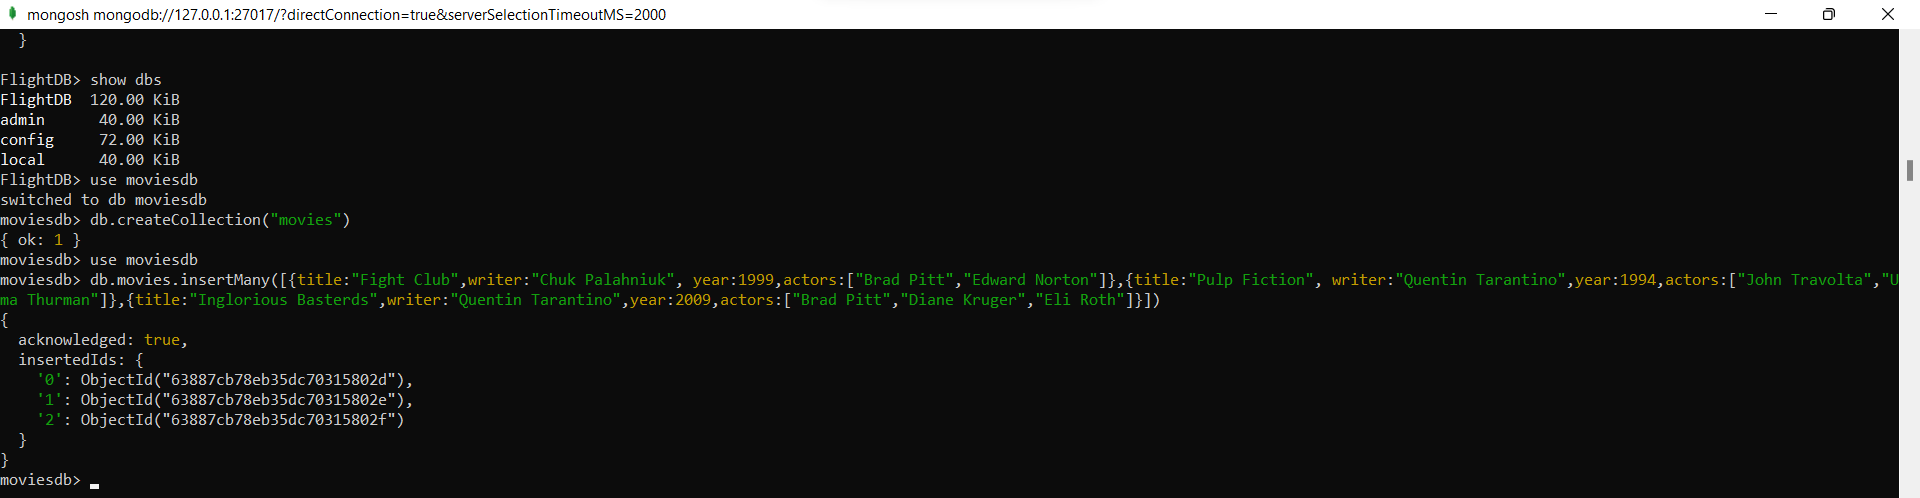 mongosh mongodb://127.0.0.1:27017/?directConnection=true&serverSelectionTimeoutMS=2000
  }
FlightDB> show dbs
FlightDB  120.00 KiB
admin      40.00 KiB
config     72.00 KiB
local      40.00 KiB
FlightDB> use moviesdb
switched to db moviesdb
moviesdb> db.createCollection("movies")
{ ok: 1 }
moviesdb> use moviesdb
moviesdb> db.movies.insertMany([{title:"Fight Club",writer:"Chuk Palahniuk", year:1999,actors:["Brad Pitt","Edward Norton"]},{title:"Pulp Fiction", writer:"Quentin Tarantino",year:1994,actors:["John Travolta","U
ma Thurman"]},{title:"Inglorious Basterds",writer:"Quentin Tarantino",year:2009,actors:["Brad Pitt","Diane Kruger","Eli Roth"]}])
{
  acknowledged: true,
  insertedIds: {
    '0': ObjectId("63887cb78eb35dc70315802d"),
    '1': ObjectId("63887cb78eb35dc70315802e"),
    '2': ObjectId("63887cb78eb35dc70315802f")
  }
}
moviesdb>